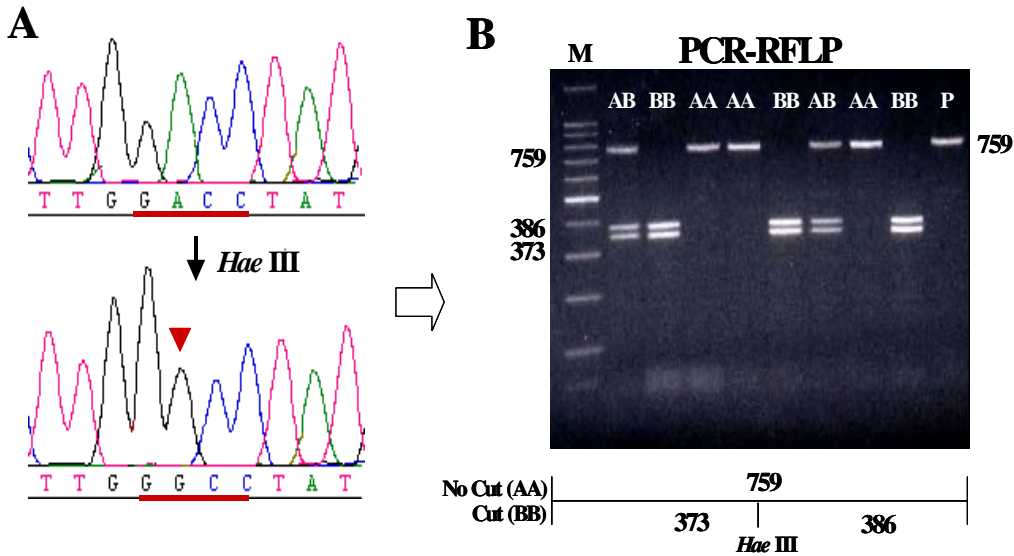 A
T T G G A C C T A T
Hae III
T T G G G C C T A T
B
PCR-RFLP
M AB BB AA AA BB AB AA BB P
759
386
373
759
No Cut (AA) 759
Cut (BB) 373 386
Hae III